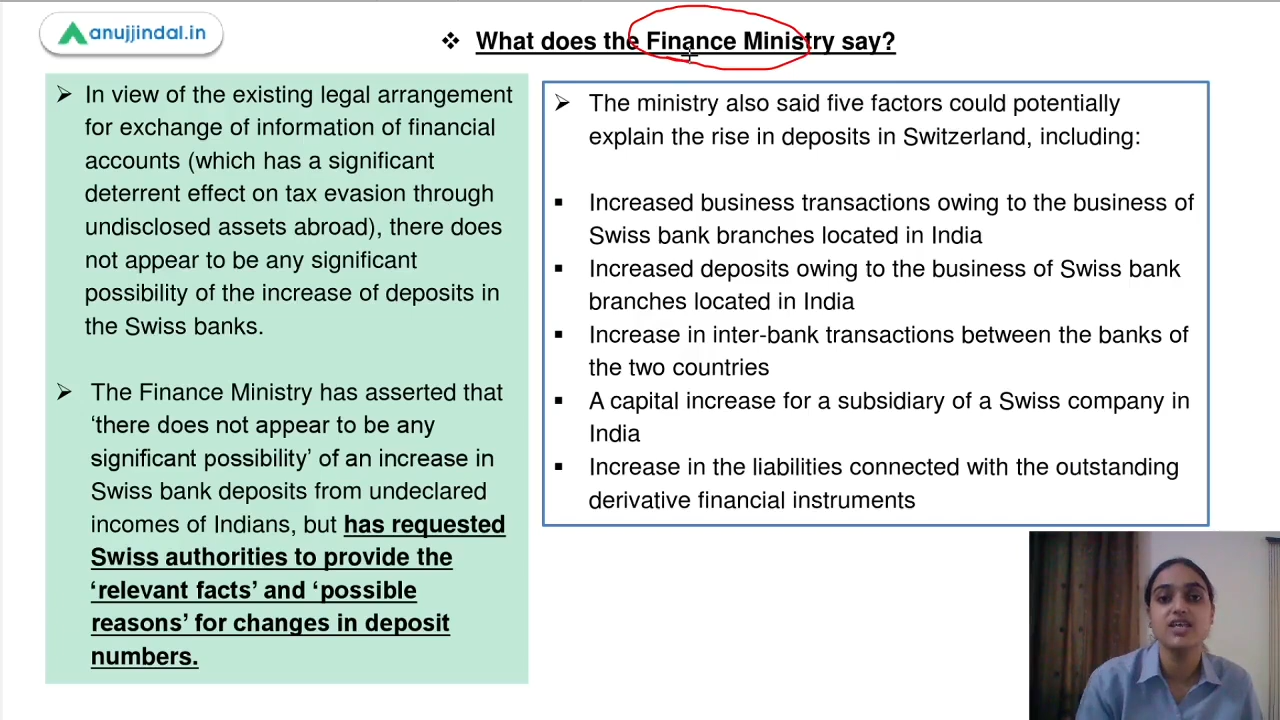 anujjindal.in
❖ What does the Finance Ministry say?
➢ In view of the existing legal arrangement
for exchange of information of financial
accounts (which has a significant
deterrent effect on tax evasion through
undisclosed assets abroad), there does
not appear to be any significant
possibility of the increase of deposits in
the Swiss banks.
➢ The Finance Ministry has asserted that
‘there does not appear to be any
significant possibility’ of an increase in
Swiss bank deposits from undeclared
incomes of Indians, but has requested
Swiss authorities to provide the
‘relevant facts’ and ‘possible
reasons’ for changes in deposit
numbers.
➢ The ministry also said five factors could potentially
explain the rise in deposits in Switzerland, including:
▪ Increased business transactions owing to the business of
Swiss bank branches located in India
▪ Increased deposits owing to the business of Swiss bank
branches located in India
▪ Increase in inter-bank transactions between the banks of
the two countries
▪ A capital increase for a subsidiary of a Swiss company in
India
▪ Increase in the liabilities connected with the outstanding
derivative financial instruments